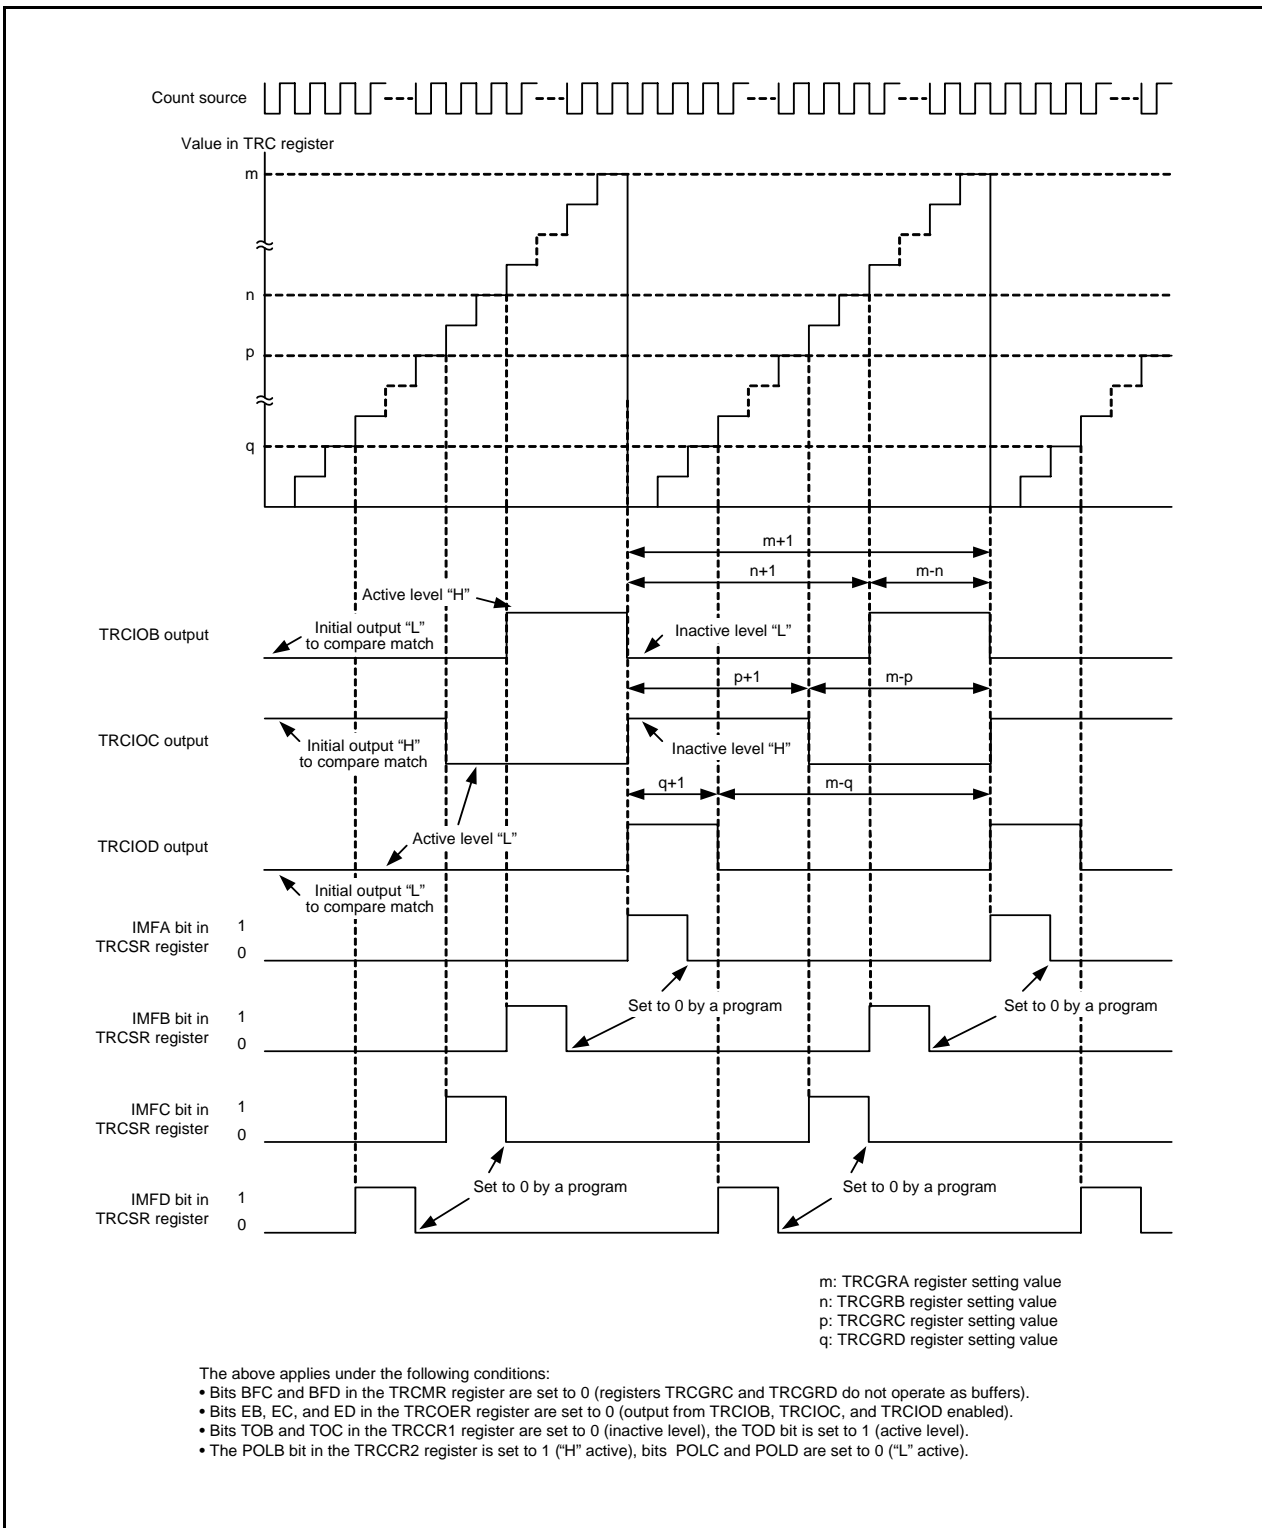 Count source
Value in TRC register
m
n
p
q
m+1
n+1
m-n
Active level “H”
TRCIOB output
Initial output “L”
to compare match
Inactive level “L”
p+1
m-p
TRCIOC output
Initial output “H”
to compare match
Inactive level “H”
q+1
m-q
Active level “L”
TRCIOD output
Initial output “L”
to compare match
IMFA bit in
TRCSR register
1
0
Set to 0 by a program
Set to 0 by a program
IMFB bit in
TRCSR register
1
0
IMFC bit in
TRCSR register
1
0
Set to 0 by a program
Set to 0 by a program
IMFD bit in
TRCSR register
1
0
m: TRCGRA register setting value
n: TRCGRB register setting value
p: TRCGRC register setting value
q: TRCGRD register setting value
The above applies under the following conditions:
• Bits BFC and BFD in the TRCMR register are set to 0 (registers TRCGRC and TRCGRD do not operate as buffers).
• Bits EB, EC, and ED in the TRCOER register are set to 0 (output from TRCIOB, TRCIOC, and TRCIOD enabled).
• Bits TOB and TOC in the TRCCR1 register are set to 0 (inactive level), the TOD bit is set to 1 (active level).
• The POLB bit in the TRCCR2 register is set to 1 (“H” active), bits POLC and POLD are set to 0 (“L” active).